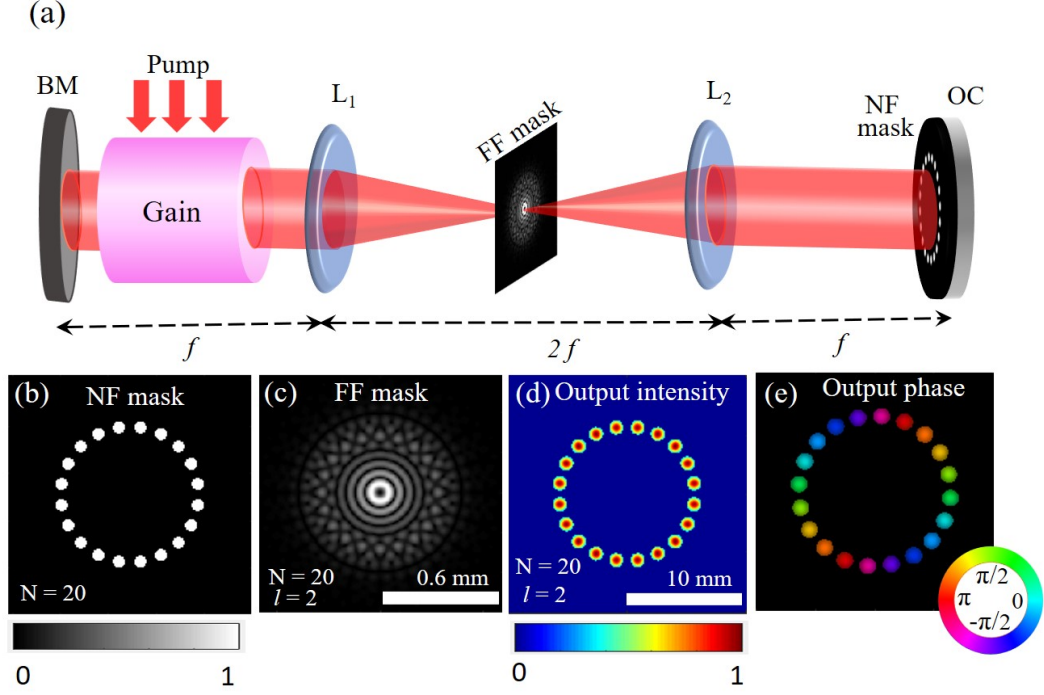 (a)
BM
Pump
Gain
L₁
FF mask
L₂
NF
mask
OC
f
2 f
f
(b)
NF mask
N = 20
0
1
(c)
FF mask
N = 20
l = 2
0.6 mm
(d)
Output intensity
N = 20
l = 2
10 mm
0
1
(e)
Output phase
π/2
π
0
-π/2